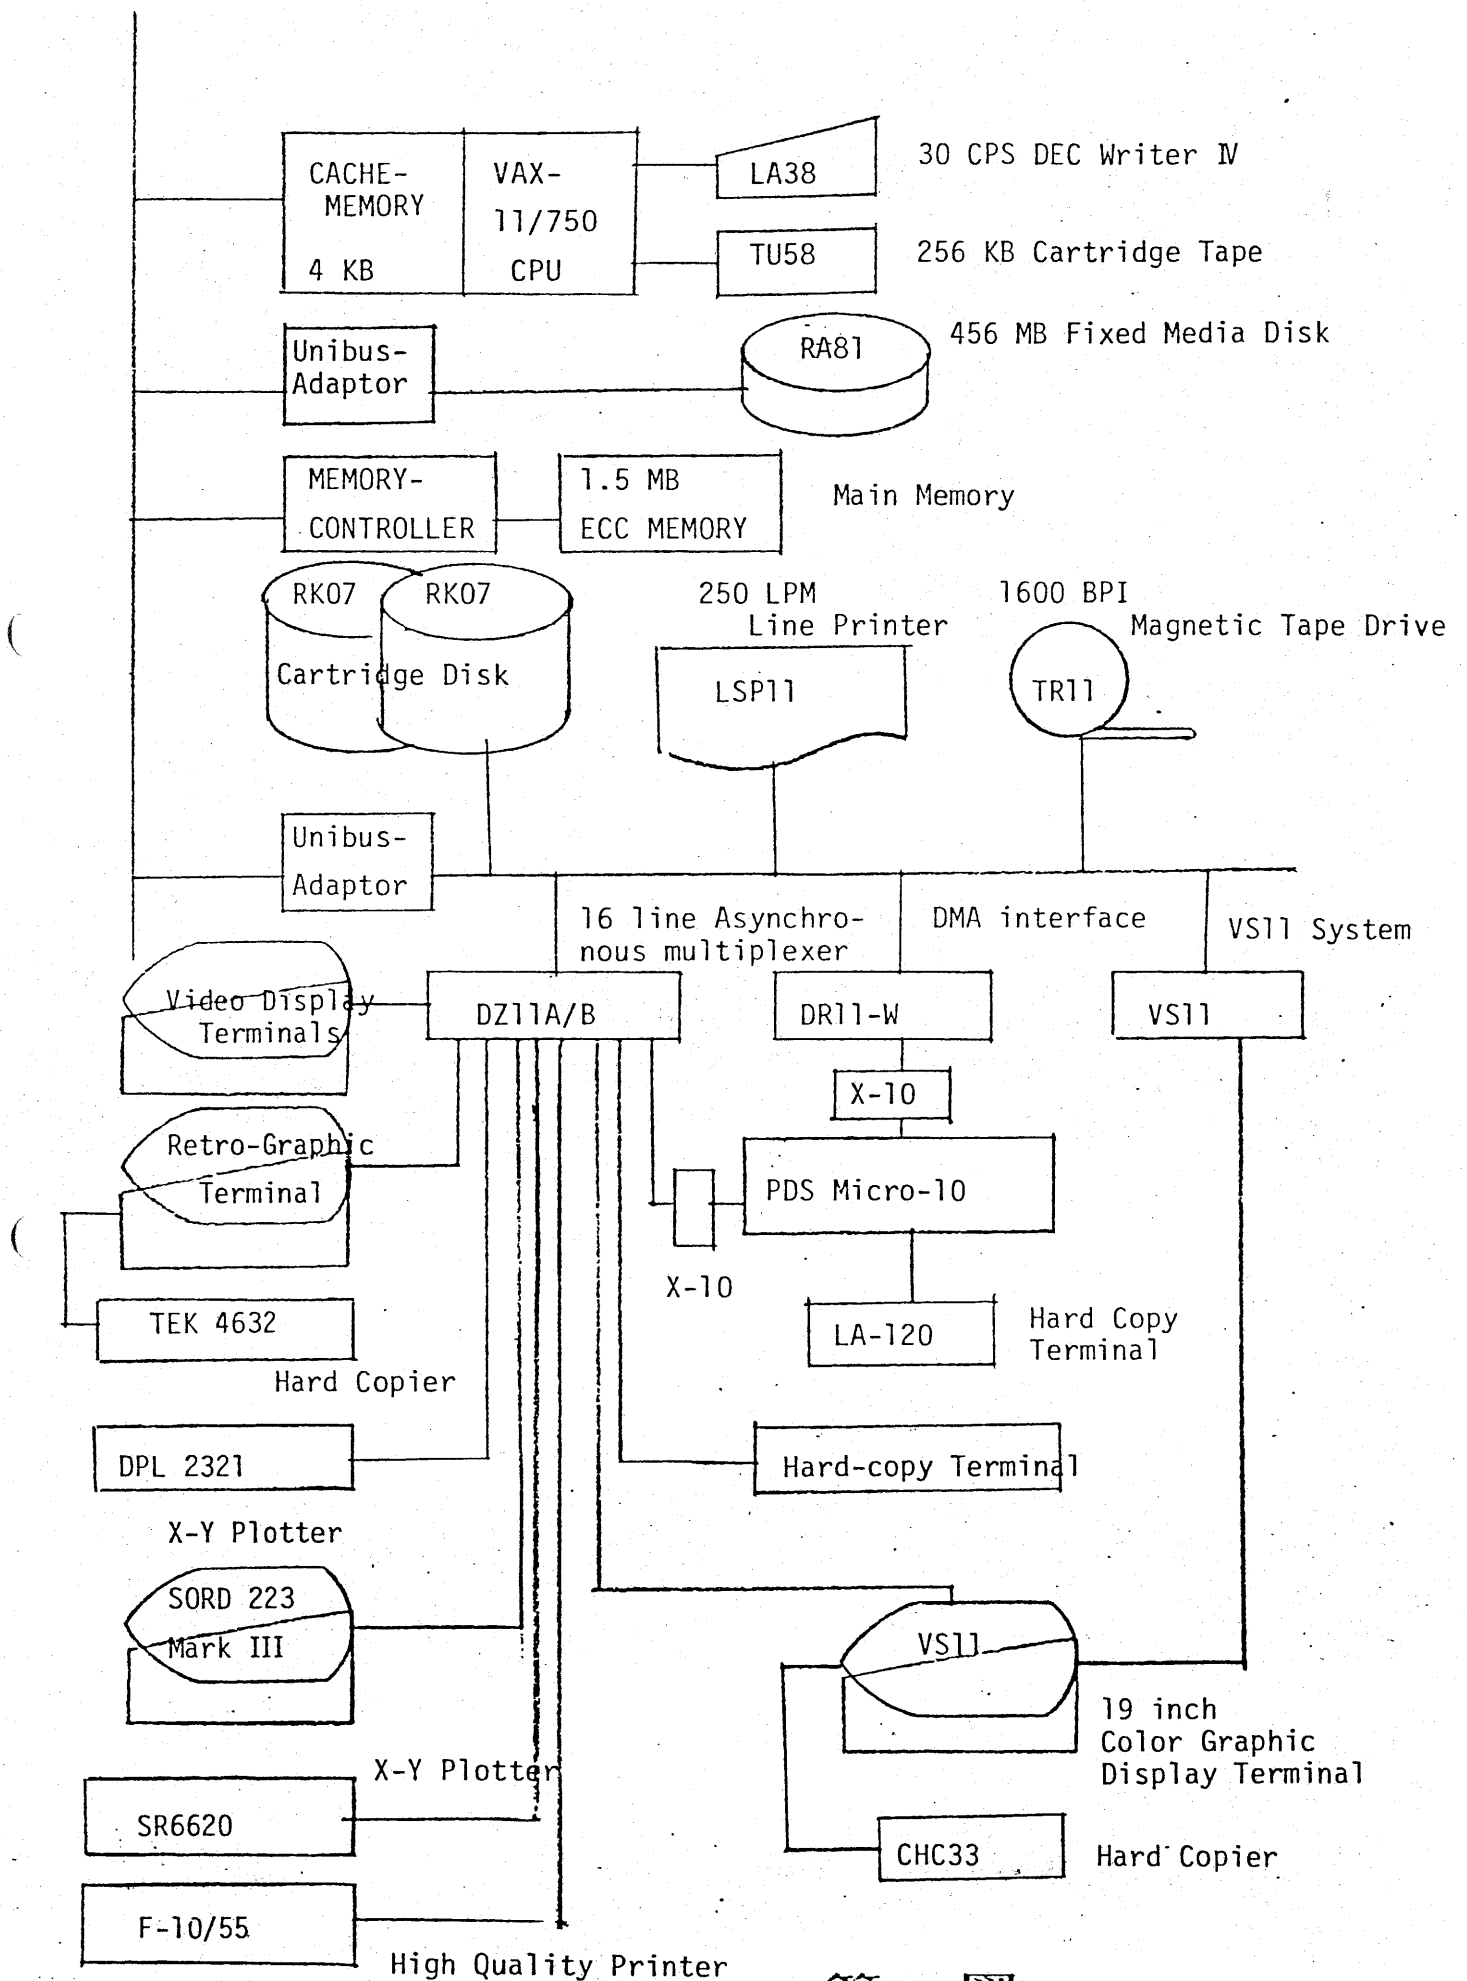 CACHE-
MEMORY
4 KB
VAX-
11/750
CPU
LA38
30 CPS DEC Writer IV
TU58
256 KB Cartridge Tape
Unibus-
Adaptor
RA81
456 MB Fixed Media Disk
MEMORY-
CONTROLLER
1.5 MB
ECC MEMORY
Main Memory
RK07
RK07
Cartridge Disk
250 LPM
Line Printer
LSP11
1600 BPI
Magnetic Tape Drive
TR11
Unibus-
Adaptor
16 line Asynchro-
nous multiplexer
DMA interface
VS11 System
Video Display
Terminals
DZ11A/B
DR11-W
VS11
X-10
Retro-Graphic
Terminal
PDS Micro-10
X-10
TEK 4632
Hard Copier
LA-120
Hard Copy
Terminal
DPL 2321
X-Y Plotter
Hard-copy Terminal
SORD 223
Mark III
VS11
19 inch
Color Graphic
Display Terminal
X-Y Plotter
SR6620
CHC33
Hard Copier
F-10/55
High Quality Printer